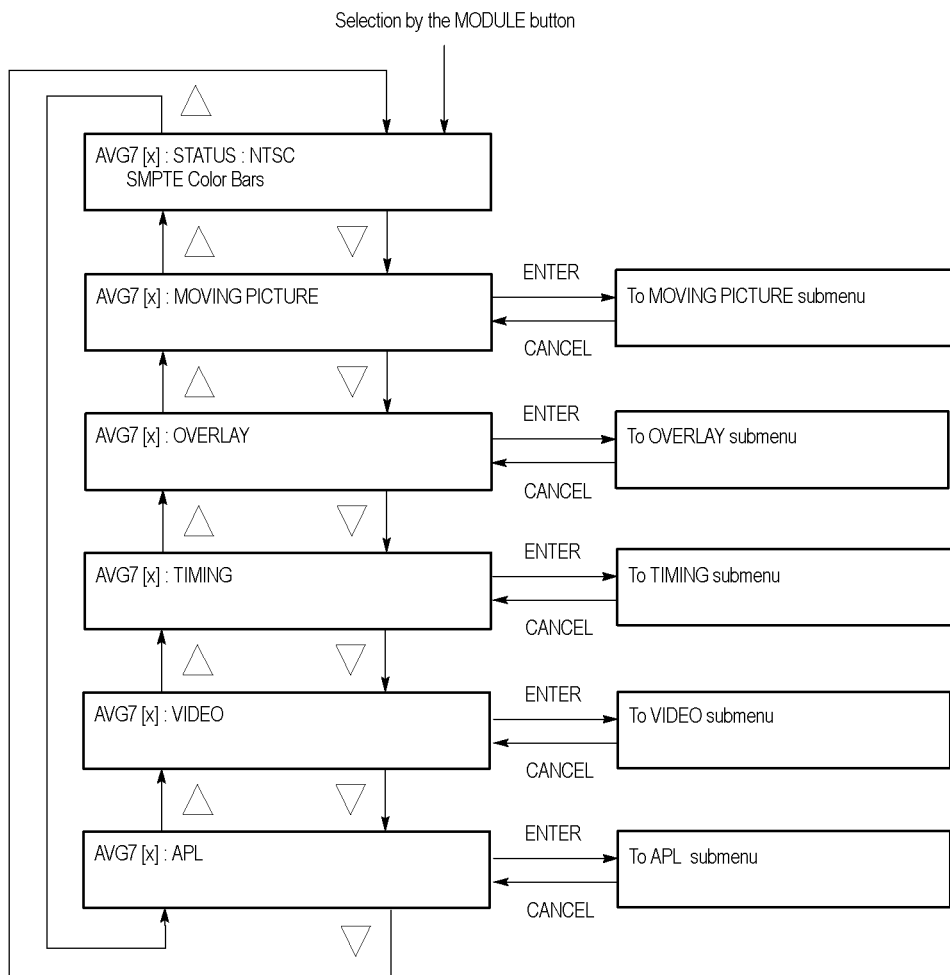 Selection by the MODULE button
AVG7 [x] : STATUS : NTSC
SMPTE Color Bars
AVG7 [x] : MOVING PICTURE
ENTER
To MOVING PICTURE submenu
CANCEL
AVG7 [x] : OVERLAY
ENTER
To OVERLAY submenu
CANCEL
AVG7 [x] : TIMING
ENTER
To TIMING submenu
CANCEL
AVG7 [x] : VIDEO
ENTER
To VIDEO submenu
CANCEL
AVG7 [x] : APL
ENTER
To APL submenu
CANCEL